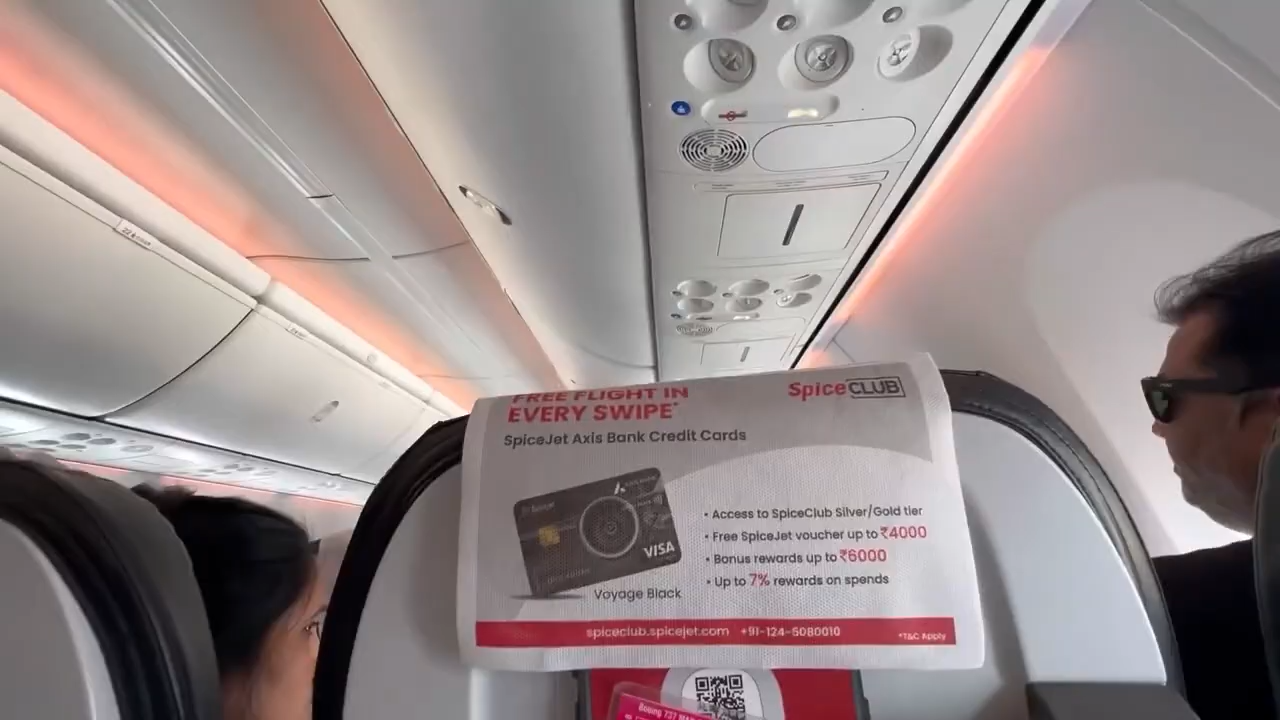 FREE FLIGHT IN
EVERY SWIPE*
SpiceCLUB
SpiceJet Axis Bank Credit Cards
VISA
Voyage Black
• Access to SpiceClub Silver/Gold tier
• Free SpiceJet voucher up to ₹4000
• Bonus rewards up to ₹6000
• Up to 7% rewards on spends
spiceclub.spicejet.com +91-124-5080010
*T&C Apply
Boeing 737